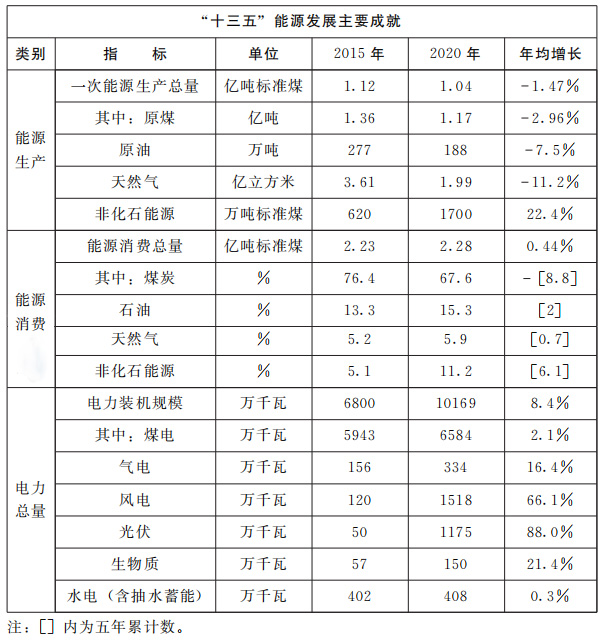 “十三五”能源发展主要成就
类别 指标 单位 2015年 2020年 年均增长
能源生产 一次能源生产总量 亿吨标准煤 1.12 1.04 -1.47%
其中：原煤 亿吨 1.36 1.17 -2.96%
原油 万吨 277 188 -7.5%
天然气 亿立方米 3.61 1.99 -11.2%
非化石能源 万吨标准煤 620 1700 22.4%
能源消费 能源消费总量 亿吨标准煤 2.23 2.28 0.44%
其中：煤炭 % 76.4 67.6 -[8.8]
石油 % 13.3 15.3 [2]
天然气 % 5.2 5.9 [0.7]
非化石能源 % 5.1 11.2 [6.1]
电力总量 电力装机规模 万千瓦 6800 10169 8.4%
其中：煤电 万千瓦 5943 6584 2.1%
气电 万千瓦 156 334 16.4%
风电 万千瓦 120 1518 66.1%
光伏 万千瓦 50 1175 88.0%
生物质 万千瓦 57 150 21.4%
水电（含抽水蓄能） 万千瓦 402 408 0.3%
注：[]内为五年累计数。